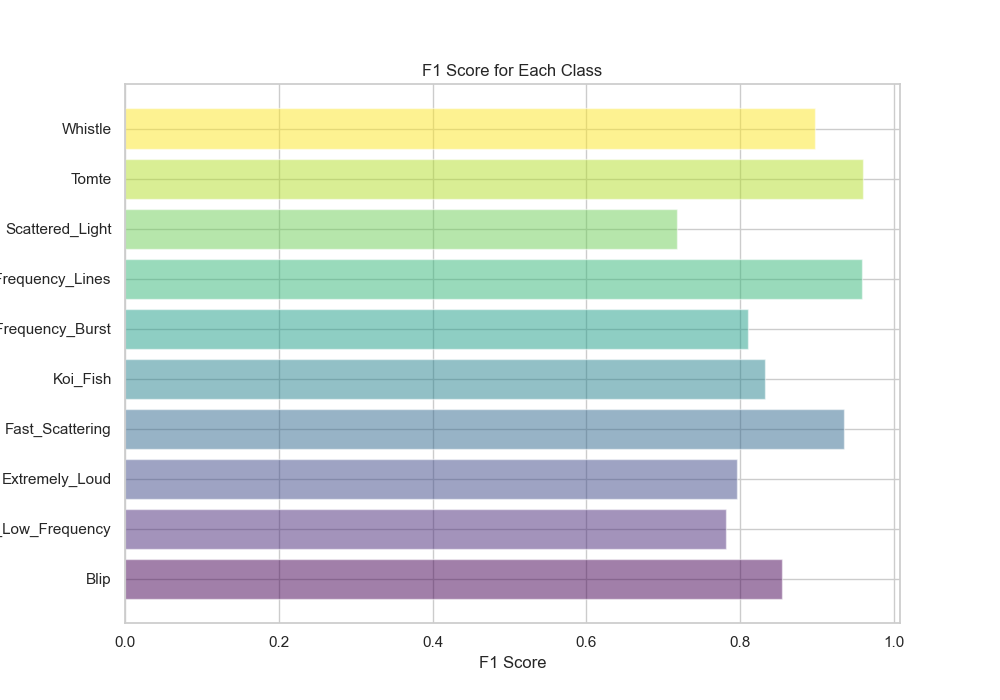 F1 Score for Each Class
Whistle
Tomte
Scattered_Light
Frequency_Lines
Frequency_Burst
Koi_Fish
Fast_Scattering
Extremely_Loud
_Low_Frequency
Blip
0.0 0.2 0.4 0.6 0.8 1.0
F1 Score